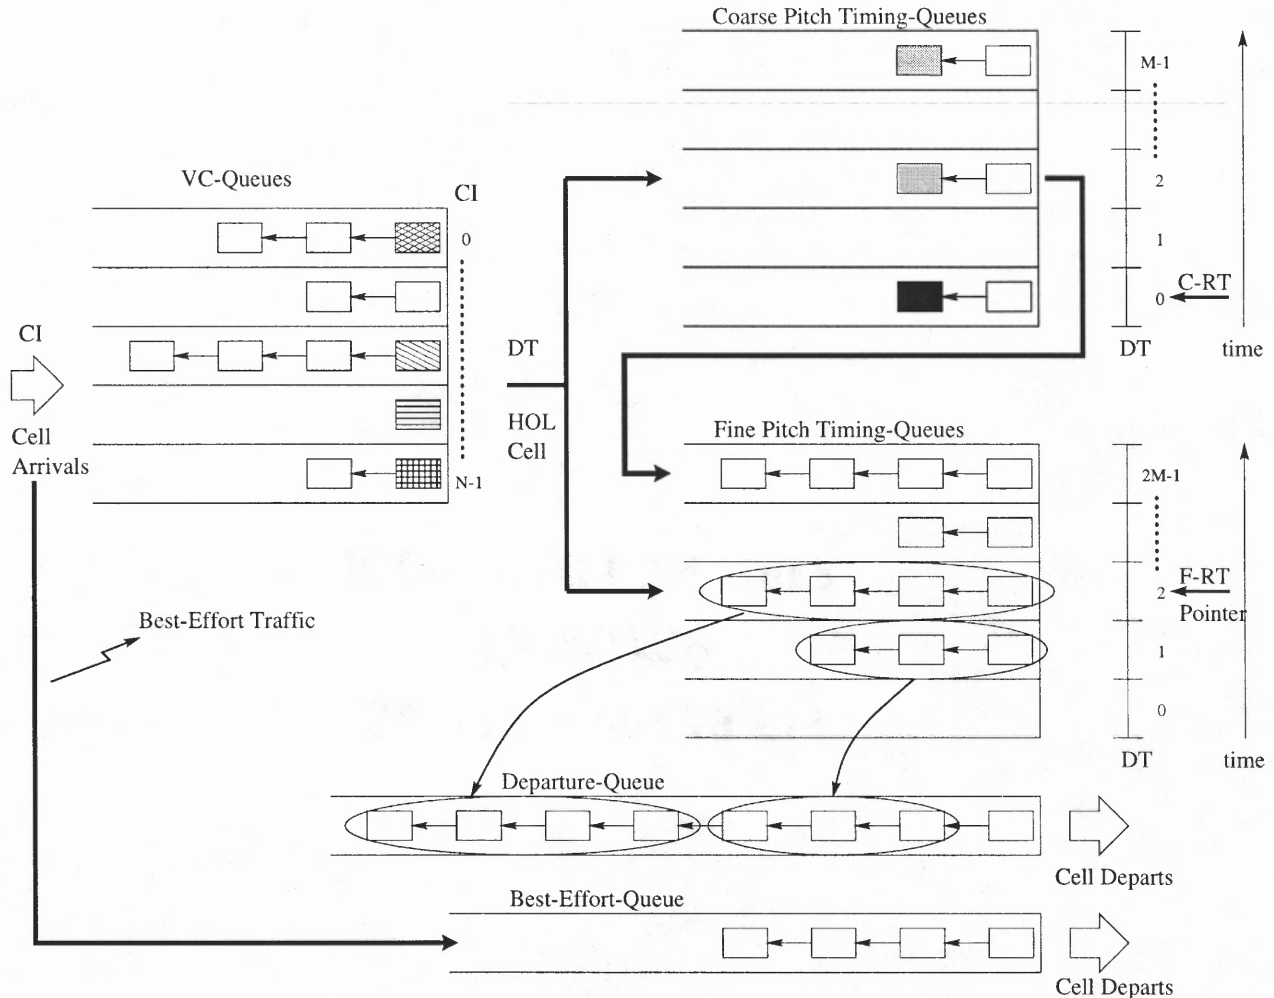 Coarse Pitch Timing-Queues
M-1
2
1
0
C-RT
DT
time
VC-Queues
CI
0
N-1
CI
Cell
Arrivals
DT
HOL
Cell
Fine Pitch Timing-Queues
2M-1
2
F-RT
Pointer
1
0
DT
time
Best-Effort Traffic
Departure-Queue
Cell Departs
Best-Effort-Queue
Cell Departs